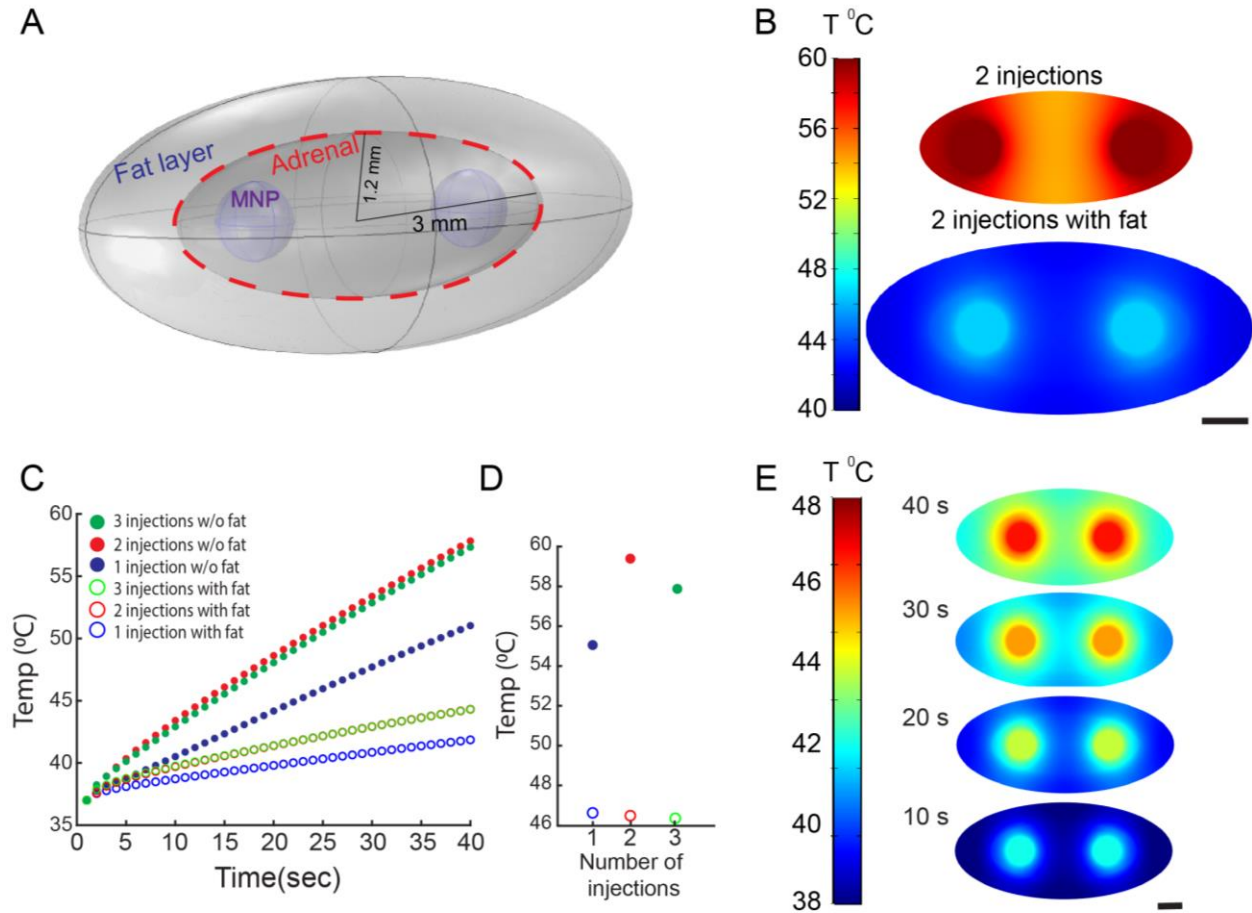 A
Fat layer
Adrenal
MNP
1.2 mm
3 mm
B
T ⁰C
60
56
52
48
44
40
2 injections
2 injections with fat
C
3 injections w/o fat
2 injections w/o fat
1 injection w/o fat
3 injections with fat
2 injections with fat
1 injection with fat
Temp (⁰C)
60
55
50
45
40
35
0
5
10
15
20
25
30
35
40
Time(sec)
D
Temp (⁰C)
60
58
56
54
52
50
48
46
1
2
3
Number of
injections
E
T ⁰C
48
46
44
42
40
38
40 s
30 s
20 s
10 s